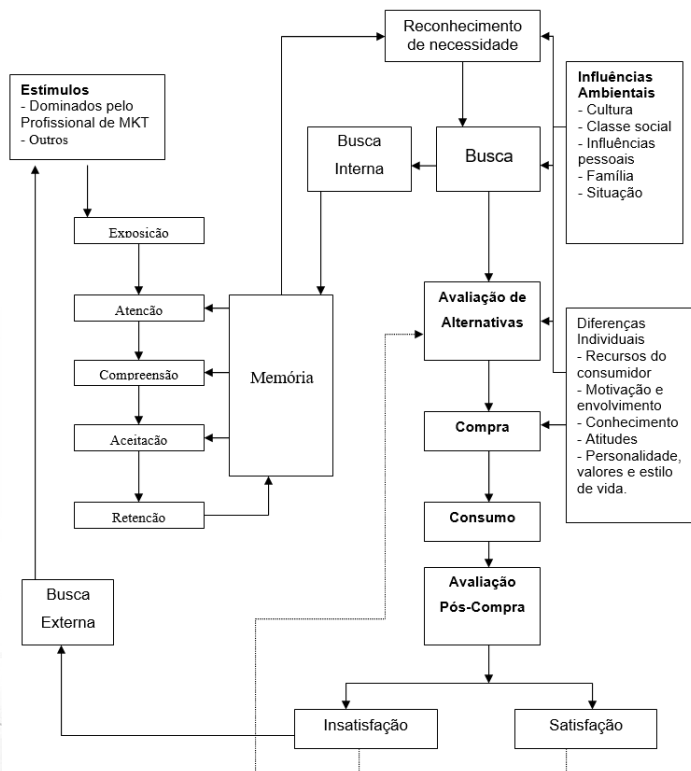 Reconhecimento
de necessidade
Estímulos
- Dominados pelo
Profissional de MKT
- Outros
Influências
Ambientais
- Cultura
- Classe social
- Influências
pessoais
- Família
- Situação
Busca
Interna
Busca
Exposição
Atenção
Compreensão
Aceitação
Retenção
Memória
Avaliação de
Alternativas
Diferenças
Individuais
- Recursos do
consumidor
- Motivação e
envolvimento
- Conhecimento
- Atitudes
- Personalidade,
valores e estilo
de vida.
Compra
Consumo
Avaliação
Pós-Compra
Busca
Externa
Insatisfação
Satisfação